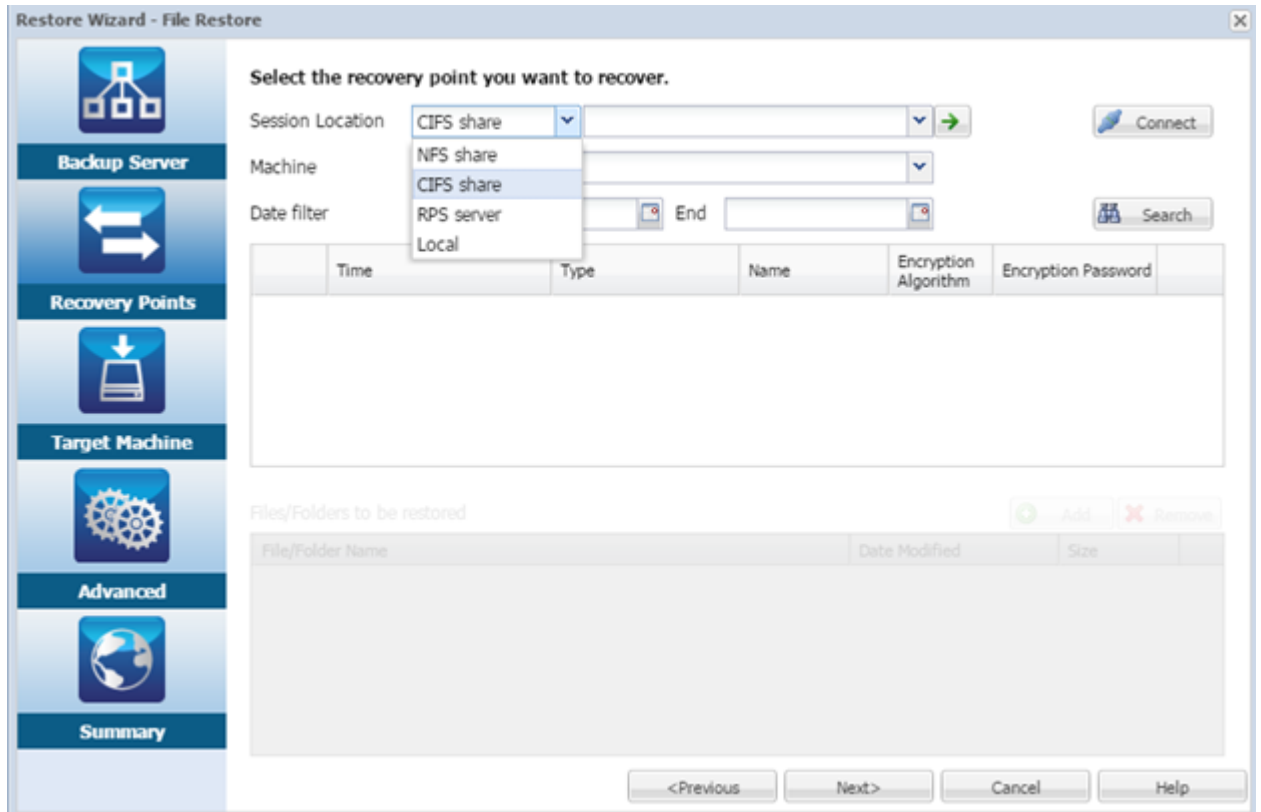 Restore Wizard - File Restore
Backup Server
Recovery Points
Target Machine
Advanced
Summary
Select the recovery point you want to recover.
Session Location CIFS share Connect
NFS share
Machine
CIFS share
Date filter End Search
RPS server
Local
Time Type Name Encryption Algorithm Encryption Password
Files/Folders to be restored Add Remove
File/Folder Name Date Modified Size
<Previous Next> Cancel Help